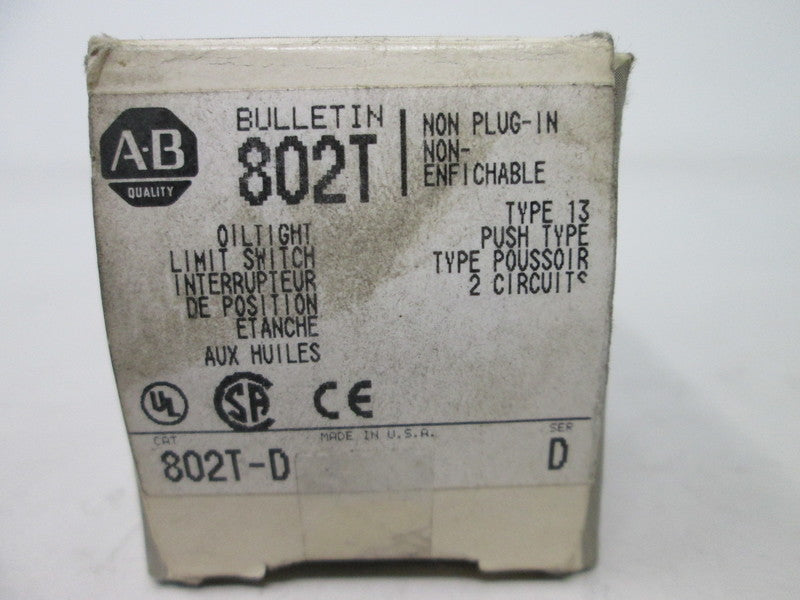 A-B
QUALITY
BULLETIN
802T
NON PLUG-IN
NON-
ENFICHABLE
OILTIGHT
LIMIT SWITCH
INTERRUPTEUR
DE POSITION
ETANCHE
AUX HUILES
TYPE 13
PUSH TYPE
TYPE POUSSOIR
2 CIRCUITS
UL
SA
CE
CAT
MADE IN U.S.A.
SER
802T-D
D